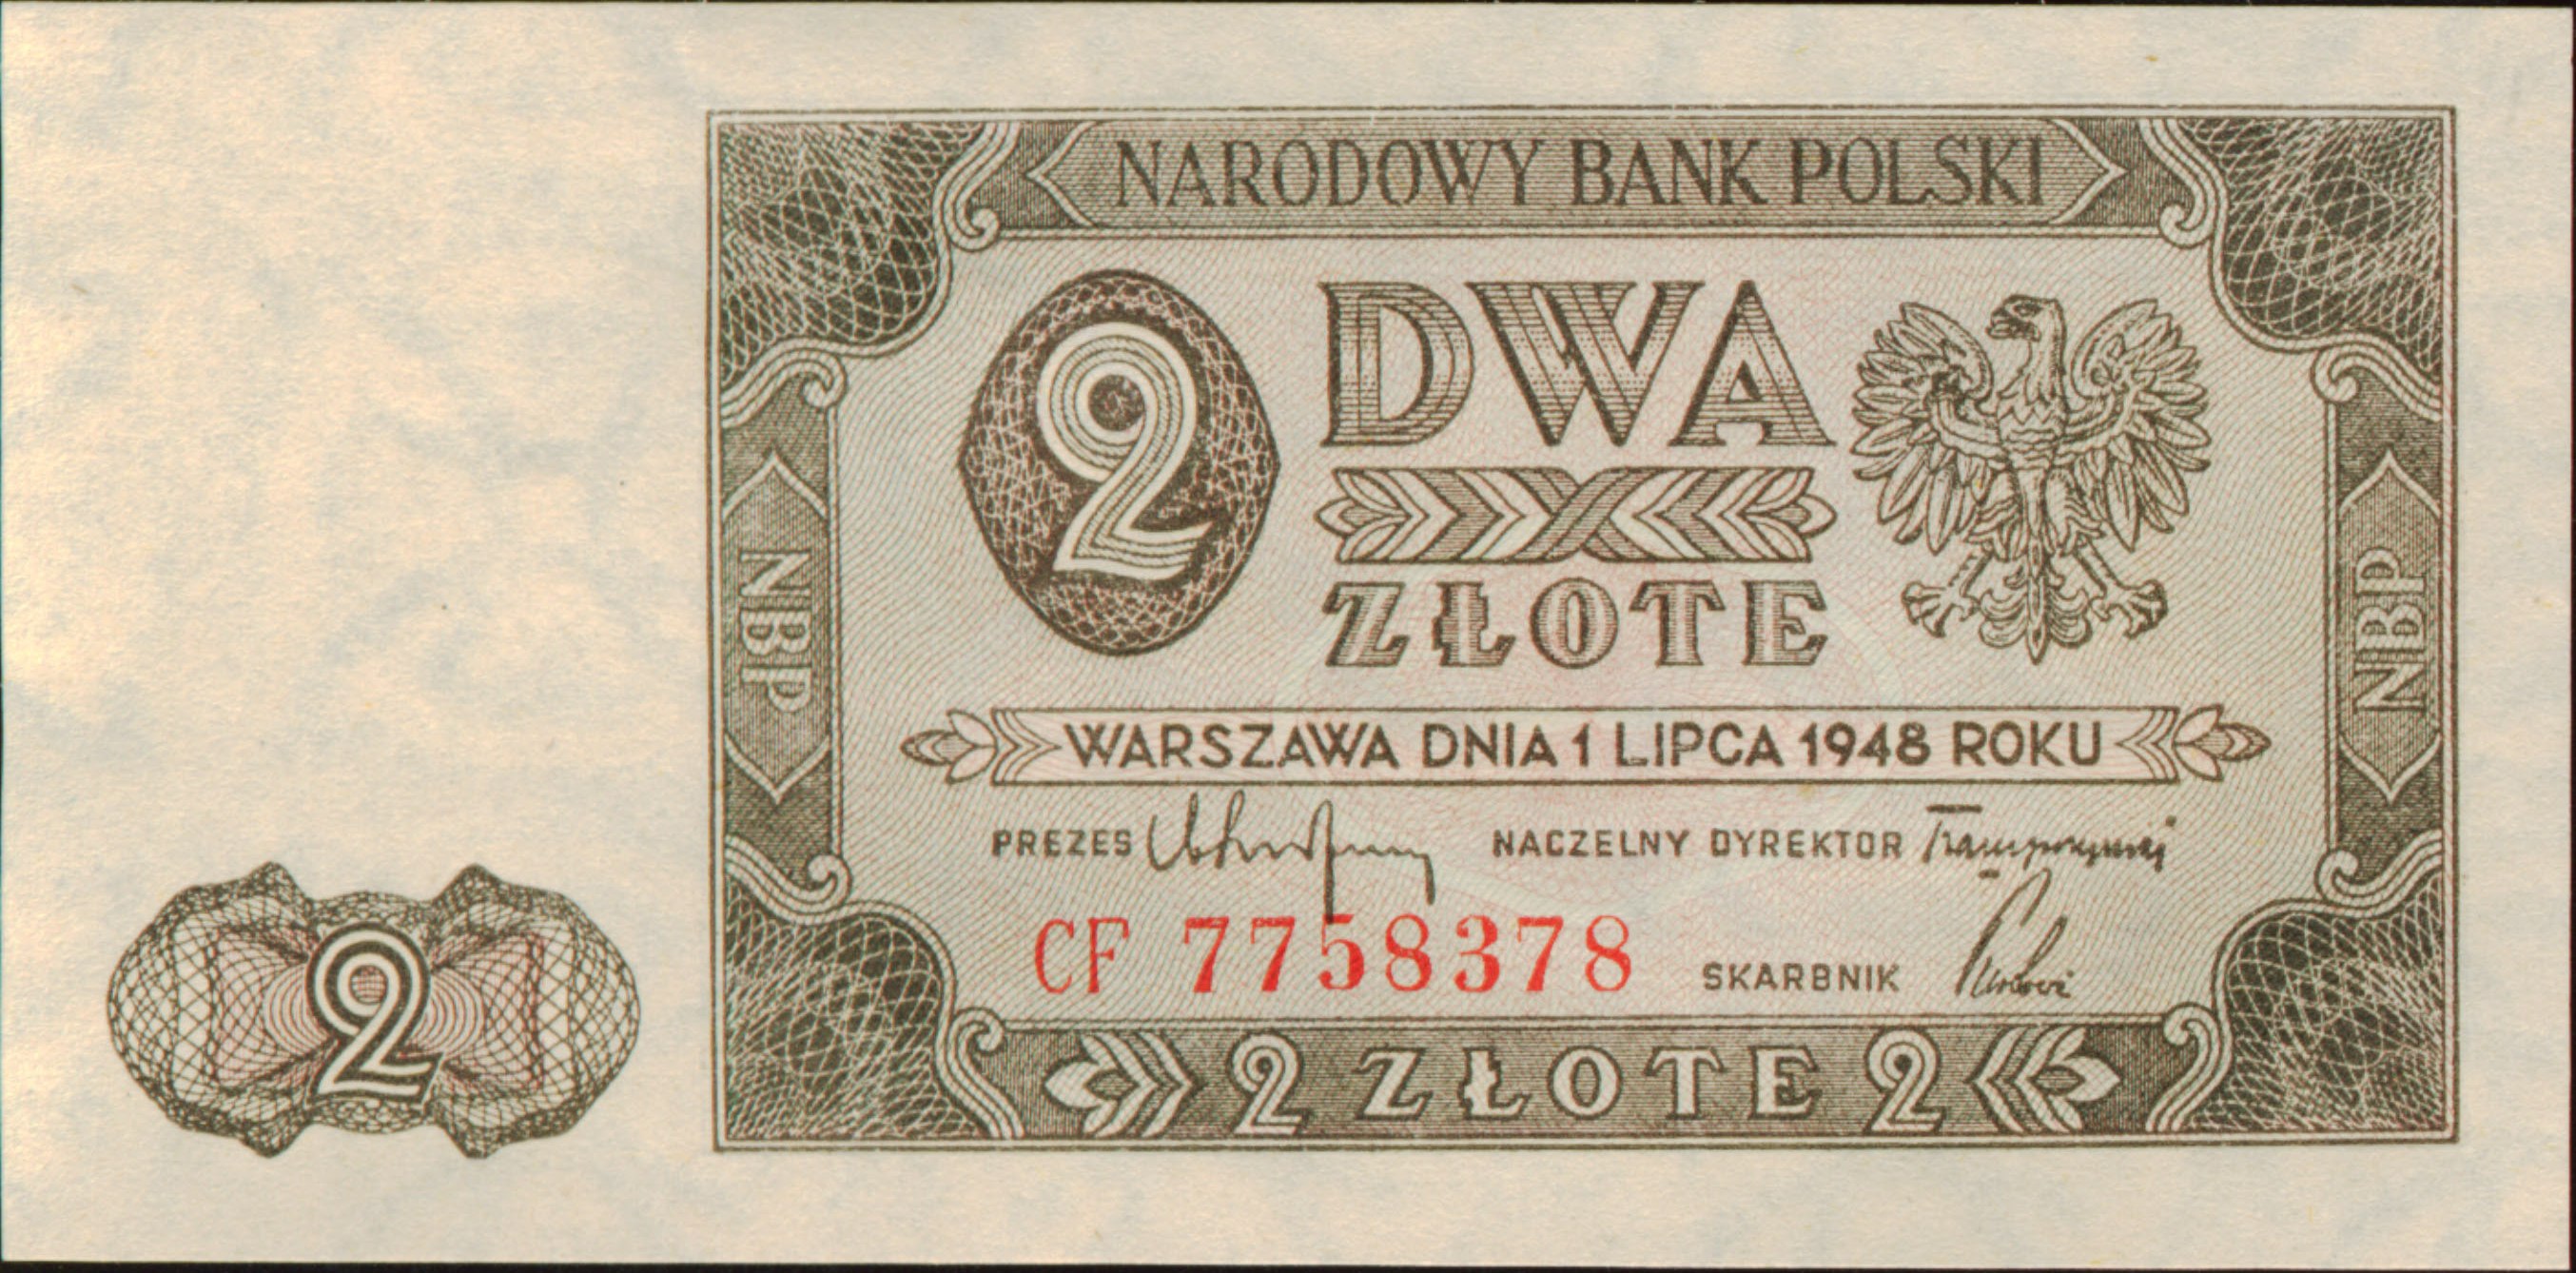 NARODOWY BANK POLSKI
2
DWA
ZŁOTE
NBP
NBP
WARSZAWA DNIA 1 LIPCA 1948 ROKU
PREZES NACZELNY DYREKTOR
CF 7758378 SKARBNIK
2
2 ZŁOTE 2